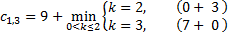 c₁,₃ = 9 + min 0<k≤2 {k = 2, (0 + 3)
k = 3, (7 + 0)